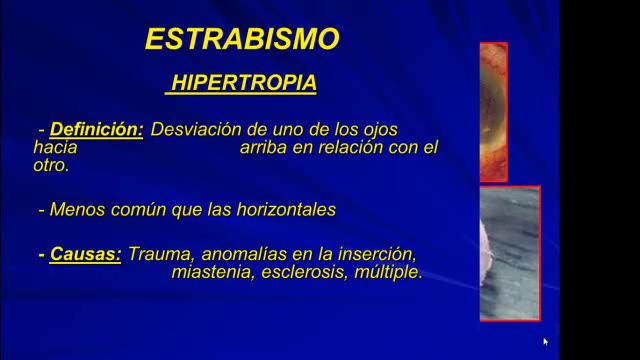 ESTRABISMO
HIPERTROPIA
- Definición: Desviación de uno de los ojos
hacia arriba en relación con el
otro.
- Menos común que las horizontales
- Causas: Trauma, anomalías en la inserción,
miastenia, esclerosis, múltiple.